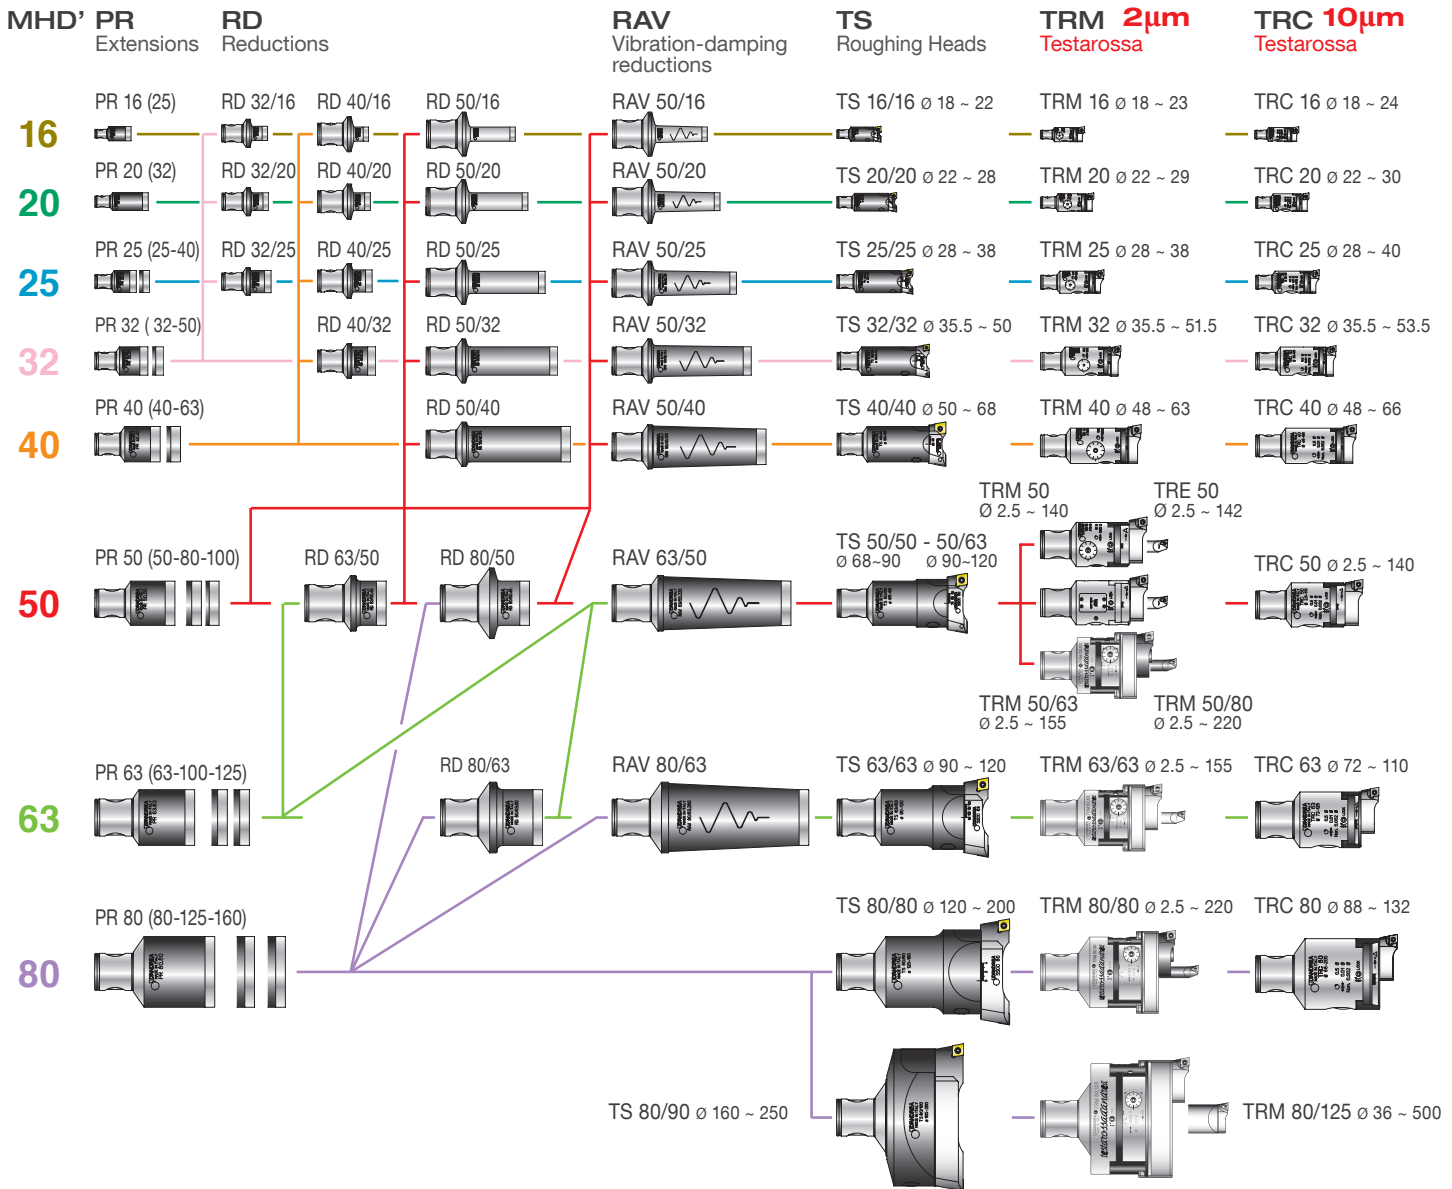 MHD' PR RD RAV TS TRM 2µm TRC 10µm
Extensions Reductions Vibration-damping reductions Roughing Heads Testarossa Testarossa
16 PR 16 (25) RD 32/16 RD 40/16 RD 50/16 RAV 50/16 TS 16/16 Ø 18 ~ 22 TRM 16 Ø 18 ~ 23 TRC 16 Ø 18 ~ 24
20 PR 20 (32) RD 32/20 RD 40/20 RD 50/20 RAV 50/20 TS 20/20 Ø 22 ~ 28 TRM 20 Ø 22 ~ 29 TRC 20 Ø 22 ~ 30
25 PR 25 (25-40) RD 32/25 RD 40/25 RD 50/25 RAV 50/25 TS 25/25 Ø 28 ~ 38 TRM 25 Ø 28 ~ 38 TRC 25 Ø 28 ~ 40
32 PR 32 ( 32-50) RD 40/32 RD 50/32 RAV 50/32 TS 32/32 Ø 35.5 ~ 50 TRM 32 Ø 35.5 ~ 51.5 TRC 32 Ø 35.5 ~ 53.5
40 PR 40 (40-63) RD 50/40 RAV 50/40 TS 40/40 Ø 50 ~ 68 TRM 40 Ø 48 ~ 63 TRC 40 Ø 48 ~ 66
TRM 50 TRE 50
Ø 2.5 ~ 140 Ø 2.5 ~ 142
50 PR 50 (50-80-100) RD 63/50 RD 80/50 RAV 63/50 TS 50/50 - 50/63 TRC 50 Ø 2.5 ~ 140
Ø 68~90 Ø 90~120
TRM 50/63 TRM 50/80
Ø 2.5 ~ 155 Ø 2.5 ~ 220
63 PR 63 (63-100-125) RD 80/63 RAV 80/63 TS 63/63 Ø 90 ~ 120 TRM 63/63 Ø 2.5 ~ 155 TRC 63 Ø 72 ~ 110
80 PR 80 (80-125-160) TS 80/80 Ø 120 ~ 200 TRM 80/80 Ø 2.5 ~ 220 TRC 80 Ø 88 ~ 132
TS 80/90 Ø 160 ~ 250 TRM 80/125 Ø 36 ~ 500